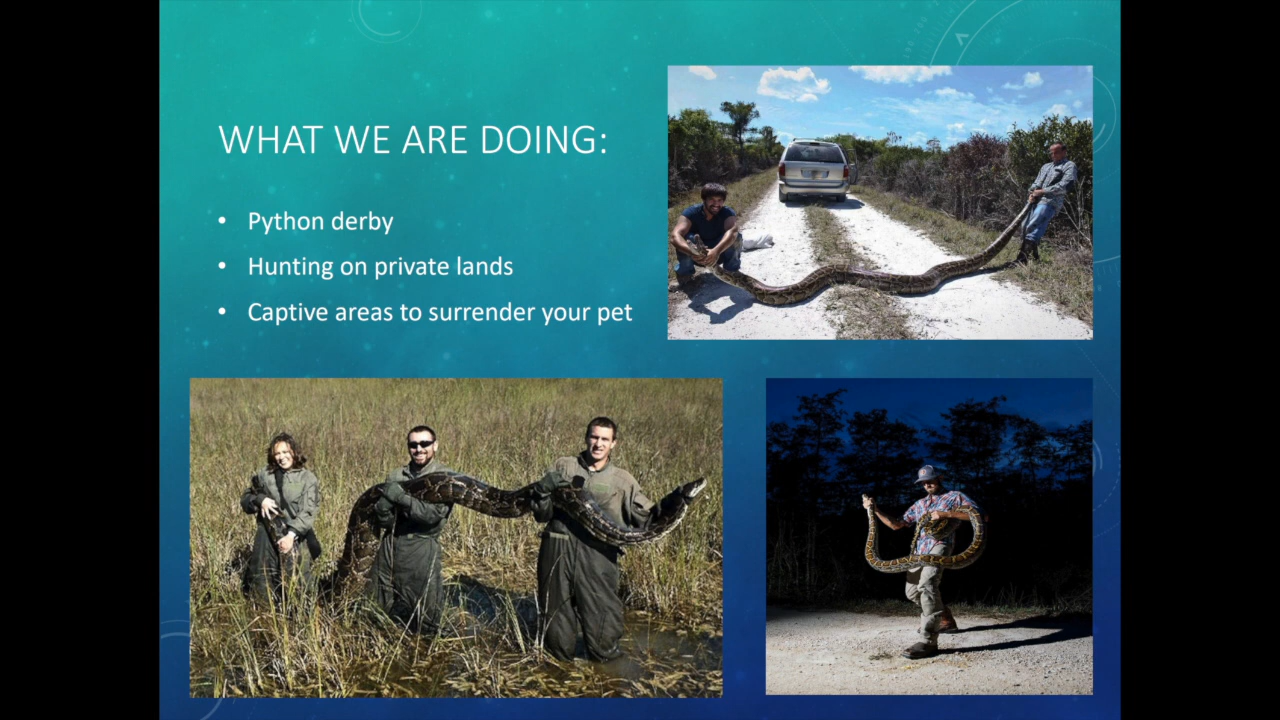 WHAT WE ARE DOING:
• Python derby
• Hunting on private lands
• Captive areas to surrender your pet